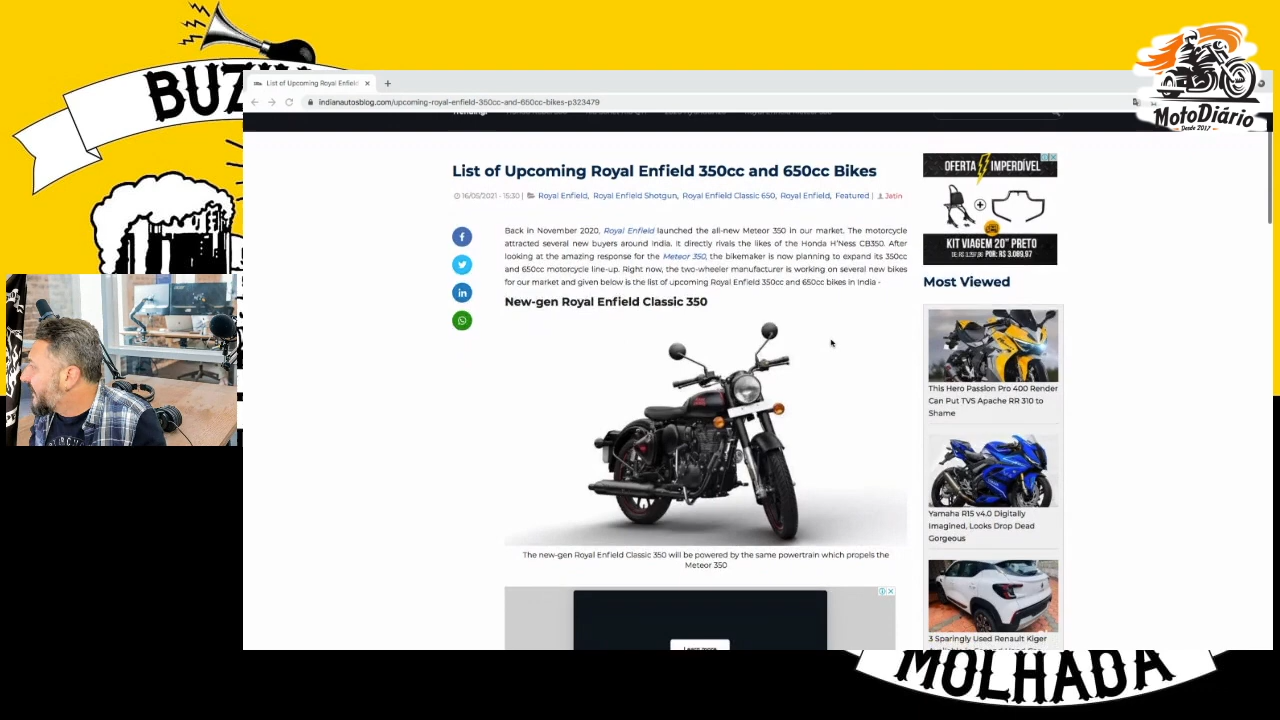 BUZI
List of Upcoming Royal Enfield
indianautosblog.com/upcoming-royal-enfield-350cc-and-650cc-bikes-p323479
MotoDiário
Desde 2017
List of Upcoming Royal Enfield 350cc and 650cc Bikes
16/05/2021 - 15:30 | Royal Enfield, Royal Enfield Shotgun, Royal Enfield Classic 650, Royal Enfield, Featured | Jatin
Back in November 2020, Royal Enfield launched the all-new Meteor 350 in our market. The motorcycle
attracted several new buyers around India. It directly rivals the likes of the Honda H'Ness CB350. After
looking at the amazing response for the Meteor 350, the bikemaker is now planning to expand its 350cc
and 650cc motorcycle line-up. Right now, the two-wheeler manufacturer is working on several new bikes
for our market and given below is the list of upcoming Royal Enfield 350cc and 650cc bikes in India -
New-gen Royal Enfield Classic 350
The new-gen Royal Enfield Classic 350 will be powered by the same powertrain which propels the
Meteor 350
Learn more
OFERTA IMPERDÍVEL
KIT VIAGEM 20" PRETO
POR: R$ 3.089,97
Most Viewed
This Hero Passion Pro 400 Render
Can Put TVS Apache RR 310 to
Shame
Yamaha R15 v4.0 Digitally
Imagined, Looks Drop Dead
Gorgeous
3 Sparingly Used Renault Kiger
MOLHADA